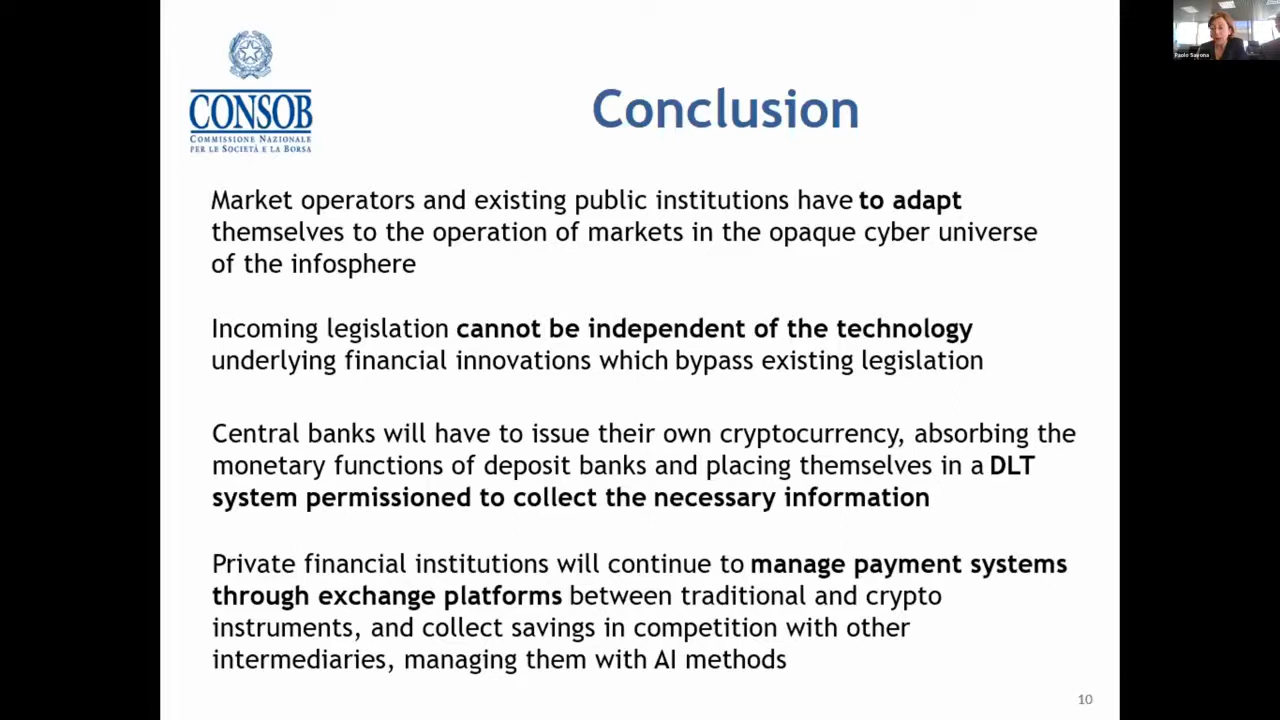 Paolo Savona
CONSOB
COMMISSIONE NAZIONALE
PER LE SOCIETÀ E LA BORSA
Conclusion
Market operators and existing public institutions have to adapt
themselves to the operation of markets in the opaque cyber universe
of the infosphere
Incoming legislation cannot be independent of the technology
underlying financial innovations which bypass existing legislation
Central banks will have to issue their own cryptocurrency, absorbing the
monetary functions of deposit banks and placing themselves in a DLT
system permissioned to collect the necessary information
Private financial institutions will continue to manage payment systems
through exchange platforms between traditional and crypto
instruments, and collect savings in competition with other
intermediaries, managing them with AI methods
10